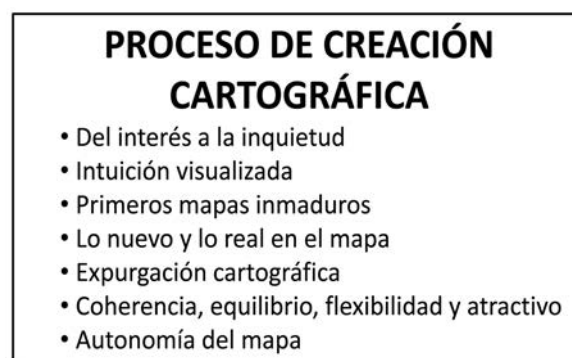 PROCESO DE CREACIÓN
CARTOGRÁFICA
• Del interés a la inquietud
• Intuición visualizada
• Primeros mapas inmaduros
• Lo nuevo y lo real en el mapa
• Expurgación cartográfica
• Coherencia, equilibrio, flexibilidad y atractivo
• Autonomía del mapa